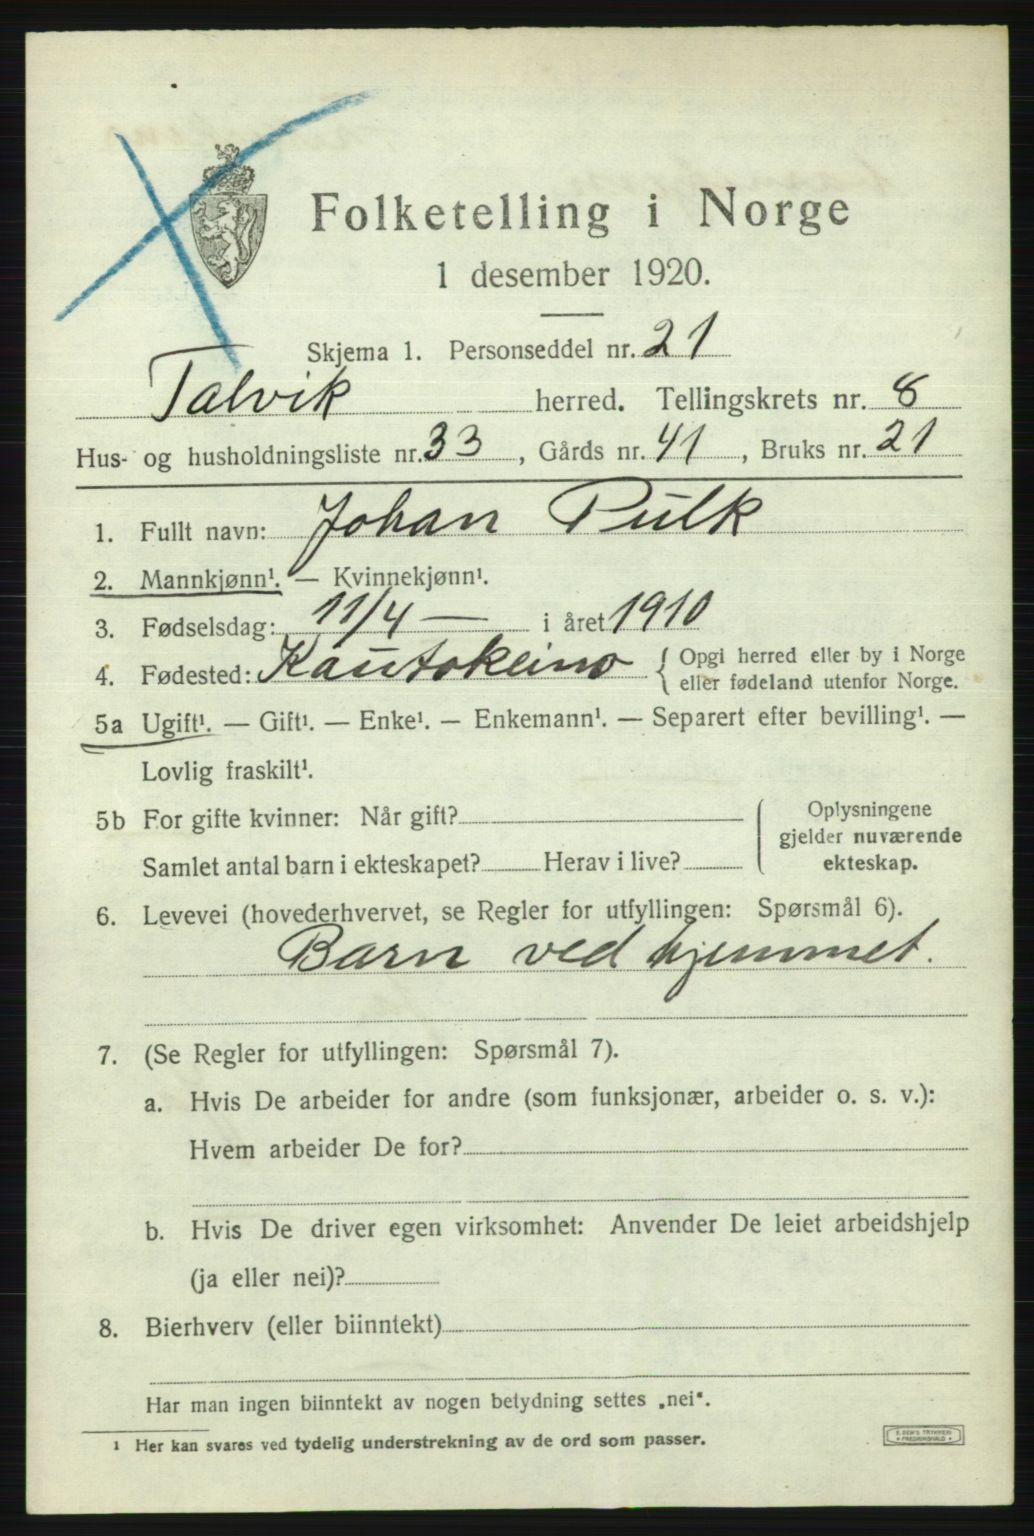 Folketelling i Norge
1 desember 1920.
Skjema 1. Personseddel nr. 21
Talvik herred. Tellingskrets nr. 8
Hus- og husholdningsliste nr. 33, Gårds nr. 41, Bruks nr. 21
1. Fullt navn: Johan Pulk
2. Mannkjønn¹. — Kvinnekjønn¹.
3. Fødselsdag: 11/4 — i året 1910
4. Fødested: Kautokeino { Opgi herred eller by i Norge
eller fødeland utenfor Norge.
5a Ugift¹. — Gift¹. — Enke¹. — Enkemann¹. — Separert efter bevilling¹. —
Lovlig fraskilt¹.
5b For gifte kvinner: Når gift?
Samlet antal barn i ekteskapet? Herav i live?
Oplysningene
gjelder nuværende
ekteskap.
6. Levevei (hovederhvervet, se Regler for utfyllingen: Spørsmål 6).
Barn ved hjemmet.
7. (Se Regler for utfyllingen: Spørsmål 7).
a. Hvis De arbeider for andre (som funksjonær, arbeider o. s. v.):
Hvem arbeider De for?
b. Hvis De driver egen virksomhet: Anvender De leiet arbeidshjelp
(ja eller nei)?
8. Bierhverv (eller biinntekt)
Har man ingen biinntekt av nogen betydning settes „nei“.
¹ Her kan svares ved tydelig understrekning av de ord som passer.